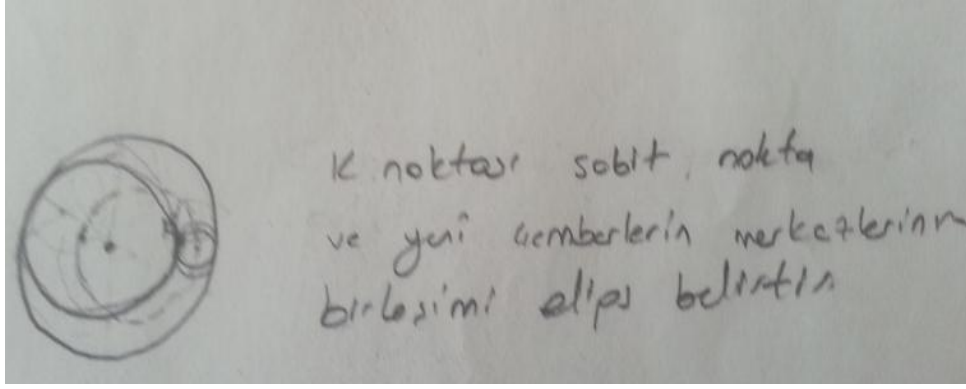 K noktası sabit nokta
ve yeni çemberlerin merkezlerinin
birleşimi elips belirtir